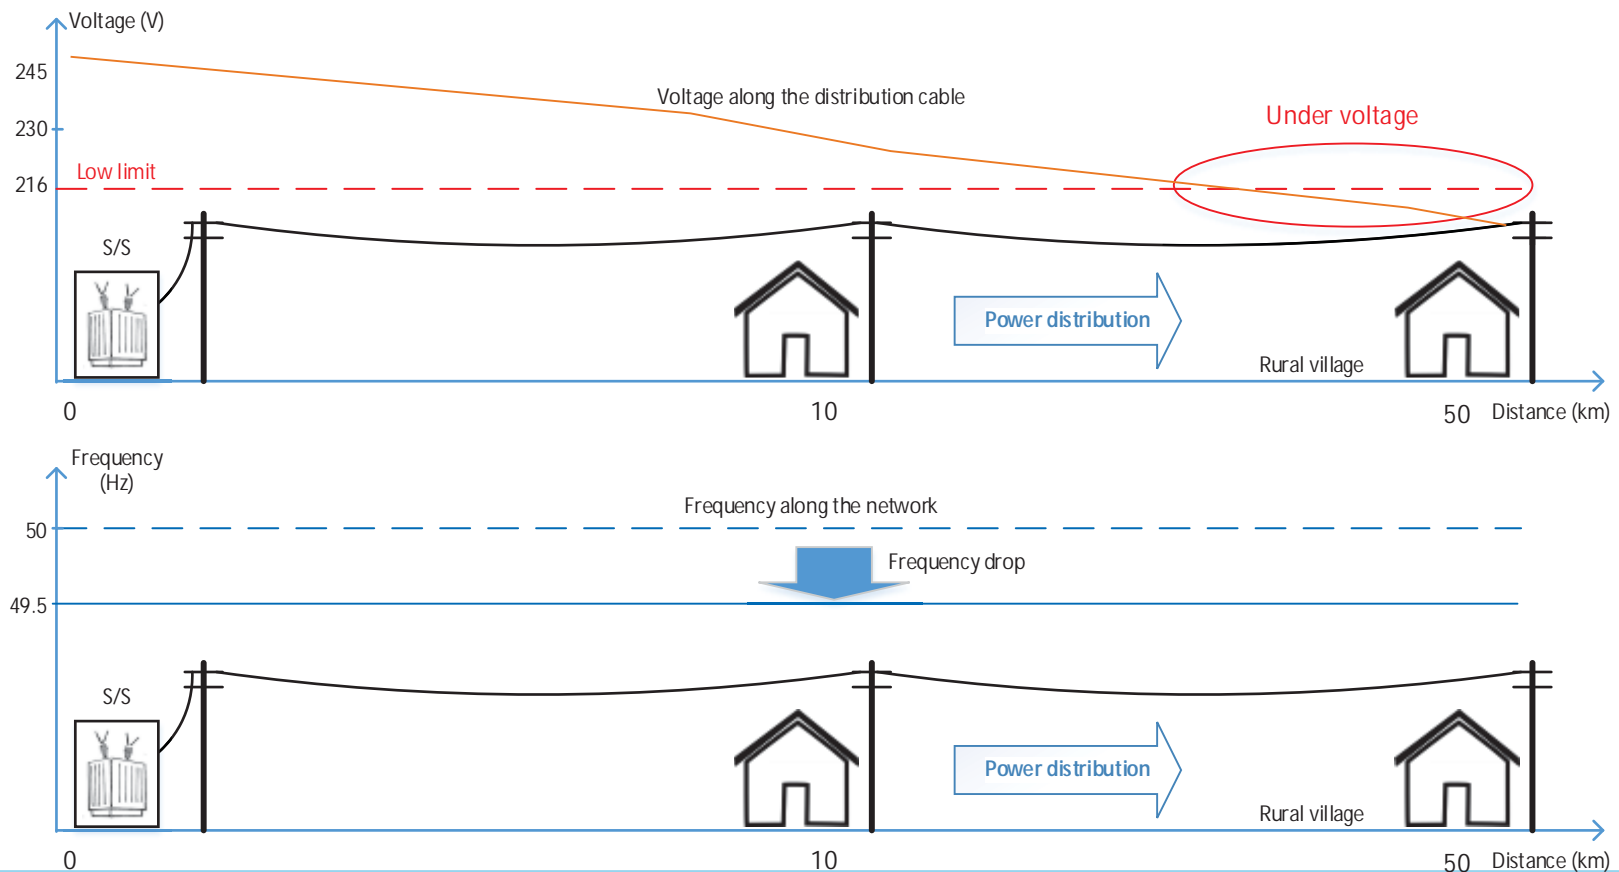 Voltage (V)
245
Voltage along the distribution cable
Under voltage
230
Low limit
216
S/S
Power distribution
Rural village
0
10
50
Distance (km)
Frequency
(Hz)
Frequency along the network
50
Frequency drop
49.5
S/S
Power distribution
Rural village
0
10
50
Distance (km)